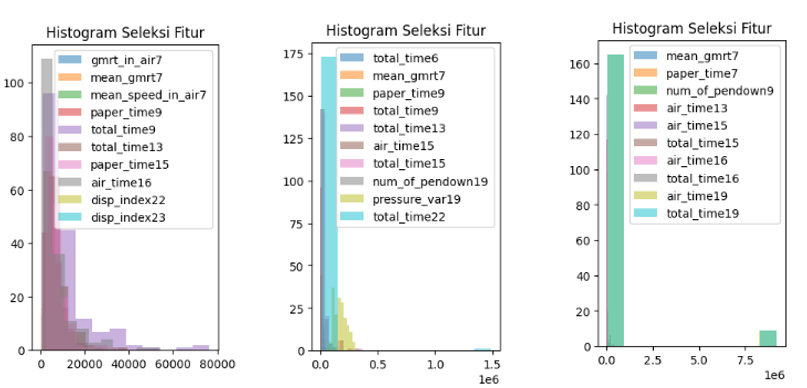 Histogram Seleksi Fitur
gmrt_in_air7
mean_gmrt7
mean_speed_in_air7
paper_time9
total_time9
total_time13
paper_time15
air_time16
disp_index22
disp_index23
100
80
60
40
20
0
0 20000 40000 60000 80000
Histogram Seleksi Fitur
total_time6
mean_gmrt7
paper_time9
total_time9
total_time13
air_time15
total_time15
num_of_pendown19
pressure_var19
total_time22
175
150
125
100
75
50
25
0
0.0 0.5 1.0 1.5
1e6
Histogram Seleksi Fitur
mean_gmrt7
paper_time7
num_of_pendown9
air_time13
air_time15
total_time15
air_time16
total_time16
air_time19
total_time19
160
140
120
100
80
60
40
20
0
0.0 2.5 5.0 7.5
1e6